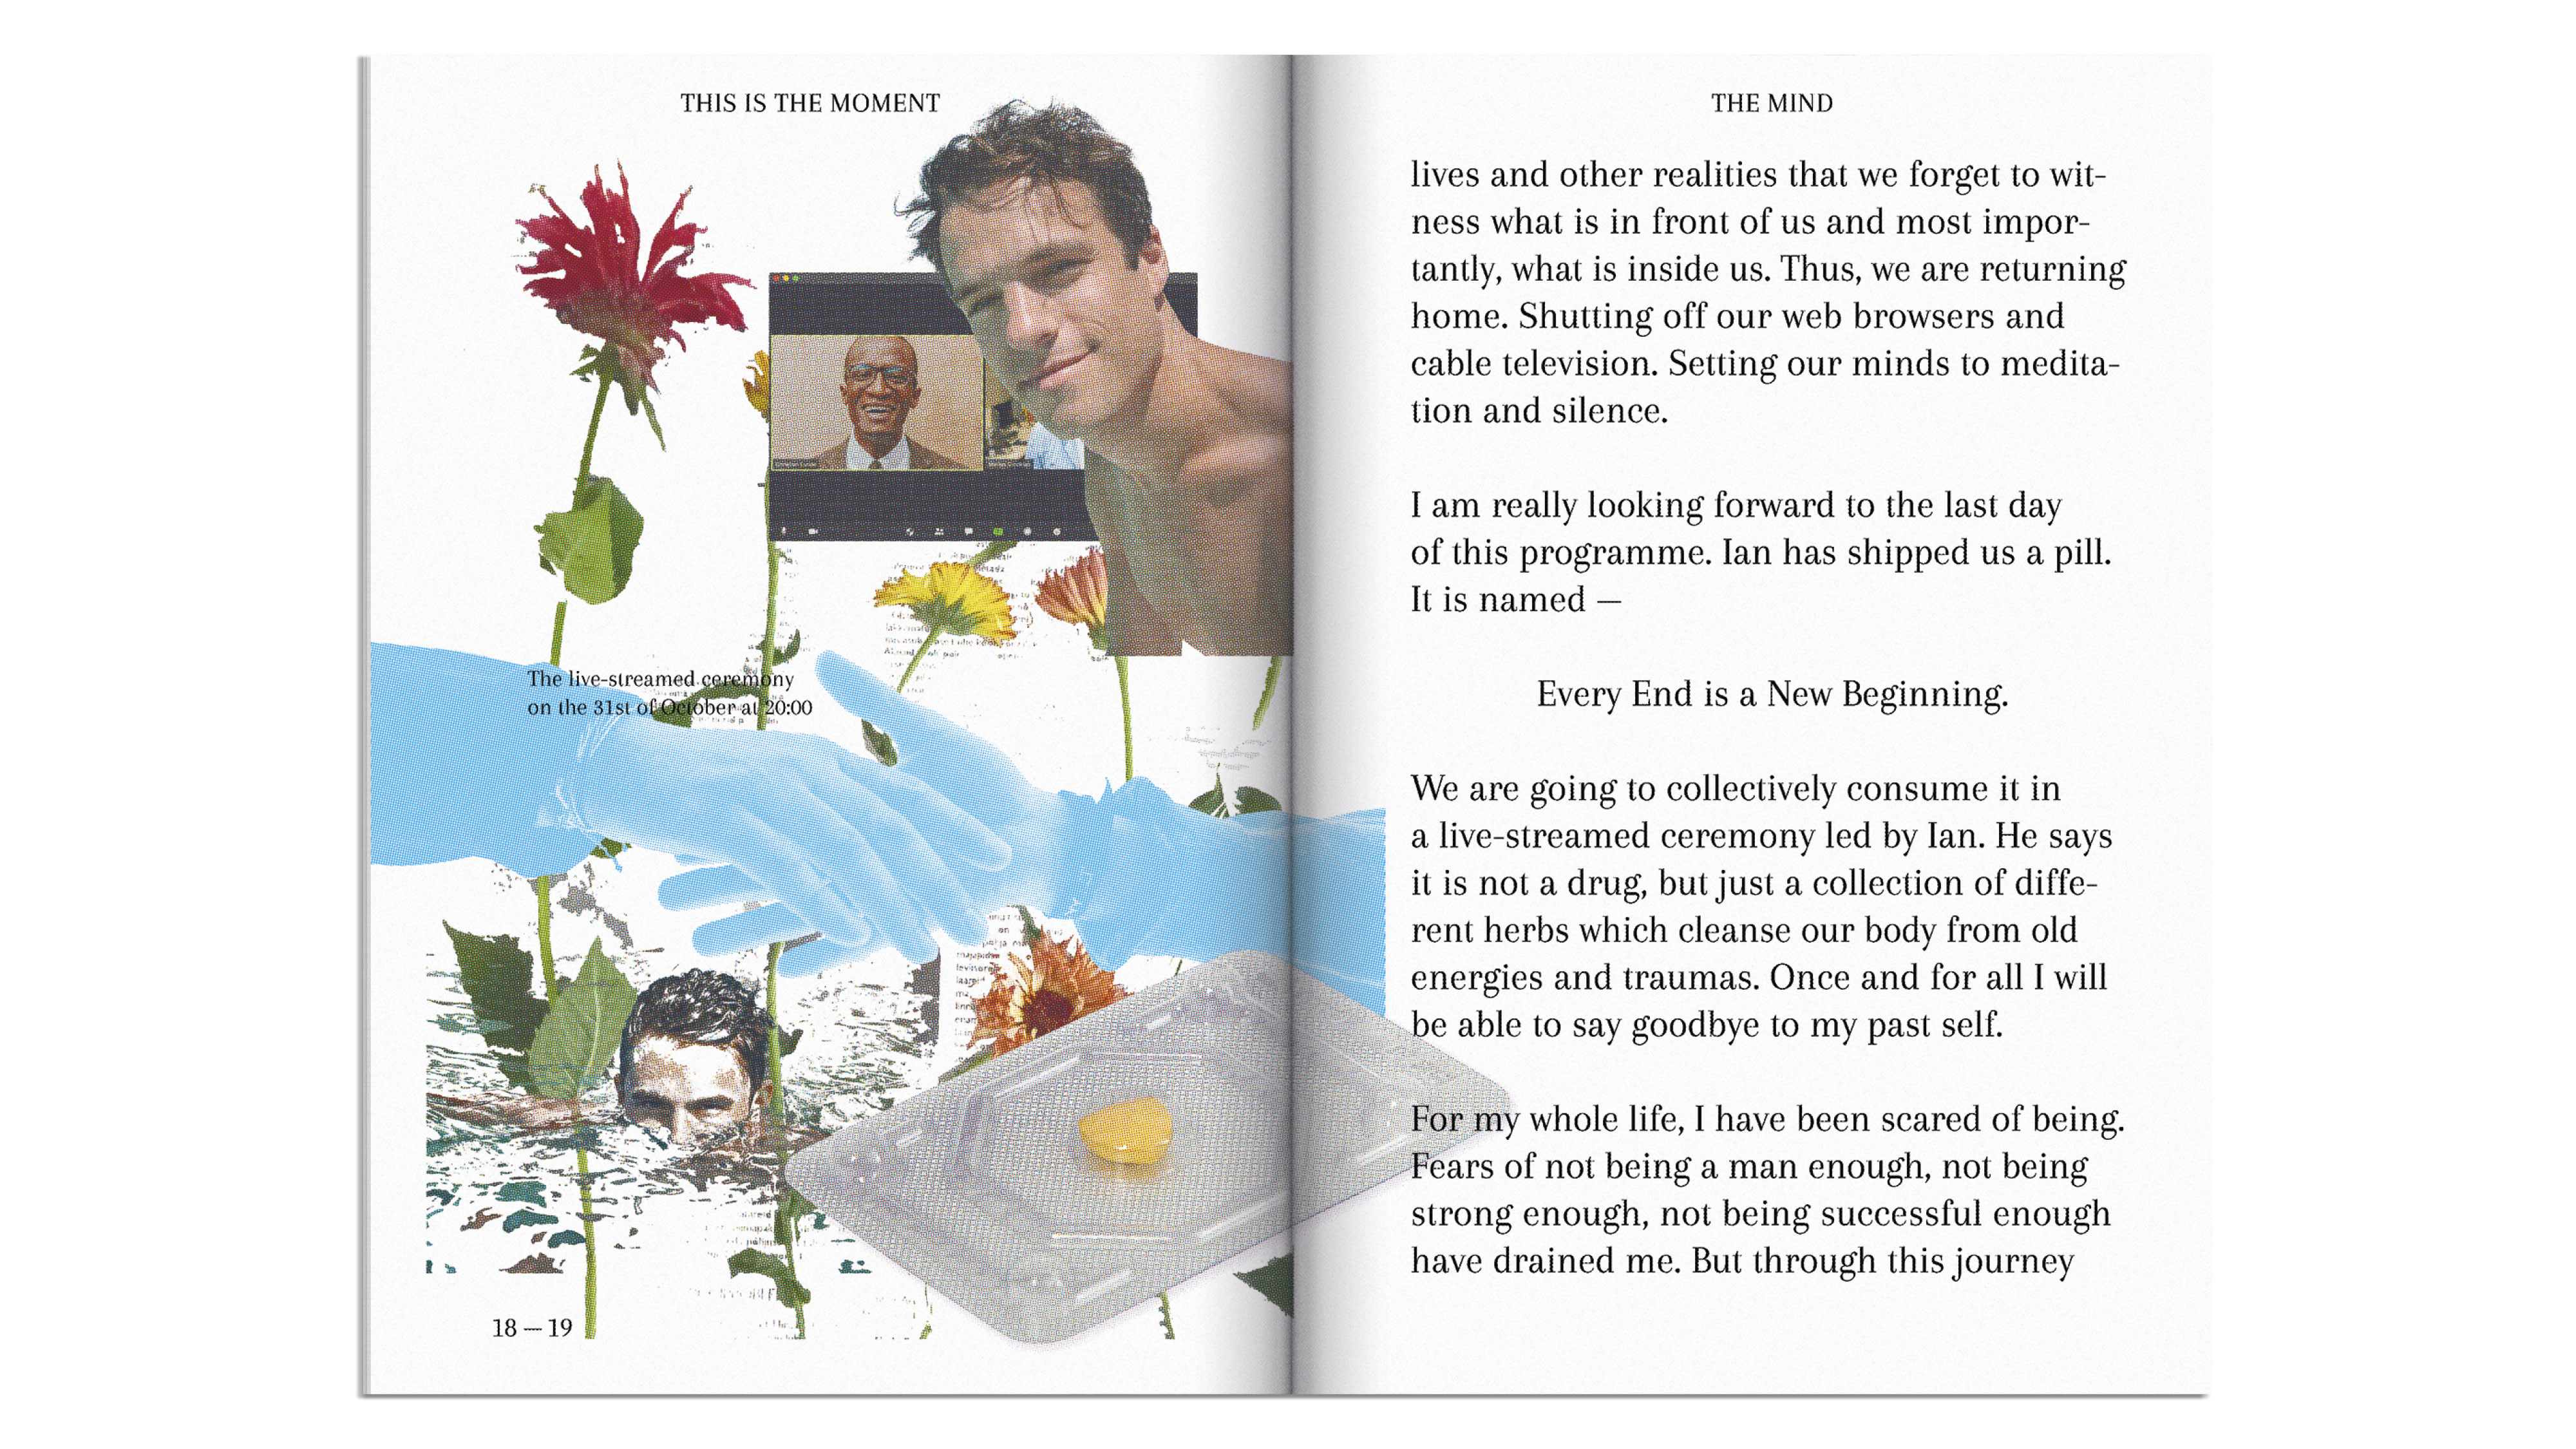 THIS IS THE MOMENT
The live-streamed ceremony
on the 31st of October at 20:00
18 — 19
THE MIND
lives and other realities that we forget to wit-
ness what is in front of us and most impor-
tantly, what is inside us. Thus, we are returning
home. Shutting off our web browsers and
cable television. Setting our minds to medita-
tion and silence.
I am really looking forward to the last day
of this programme. Ian has shipped us a pill.
It is named —
Every End is a New Beginning.
We are going to collectively consume it in
a live-streamed ceremony led by Ian. He says
it is not a drug, but just a collection of diffe-
rent herbs which cleanse our body from old
energies and traumas. Once and for all I will
be able to say goodbye to my past self.
For my whole life, I have been scared of being.
Fears of not being a man enough, not being
strong enough, not being successful enough
have drained me. But through this journey